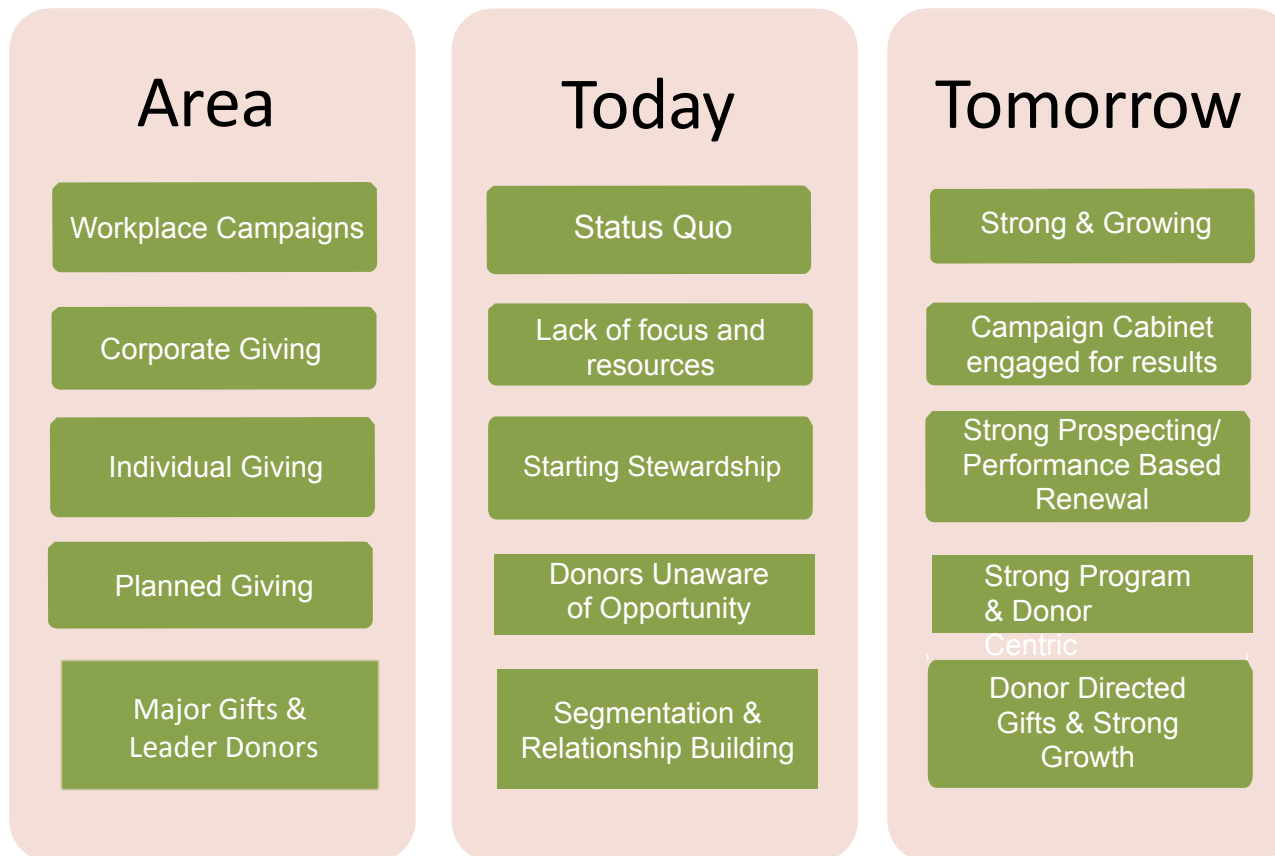 Area
Workplace Campaigns
Corporate Giving
Individual Giving
Planned Giving
Major Gifts &
Leader Donors
Today
Status Quo
Lack of focus and
resources
Starting Stewardship
Donors Unaware
of Opportunity
Segmentation &
Relationship Building
Tomorrow
Strong & Growing
Campaign Cabinet
engaged for results
Strong Prospecting/
Performance Based
Renewal
Strong Program
& Donor
Centric
Donor Directed
Gifts & Strong
Growth